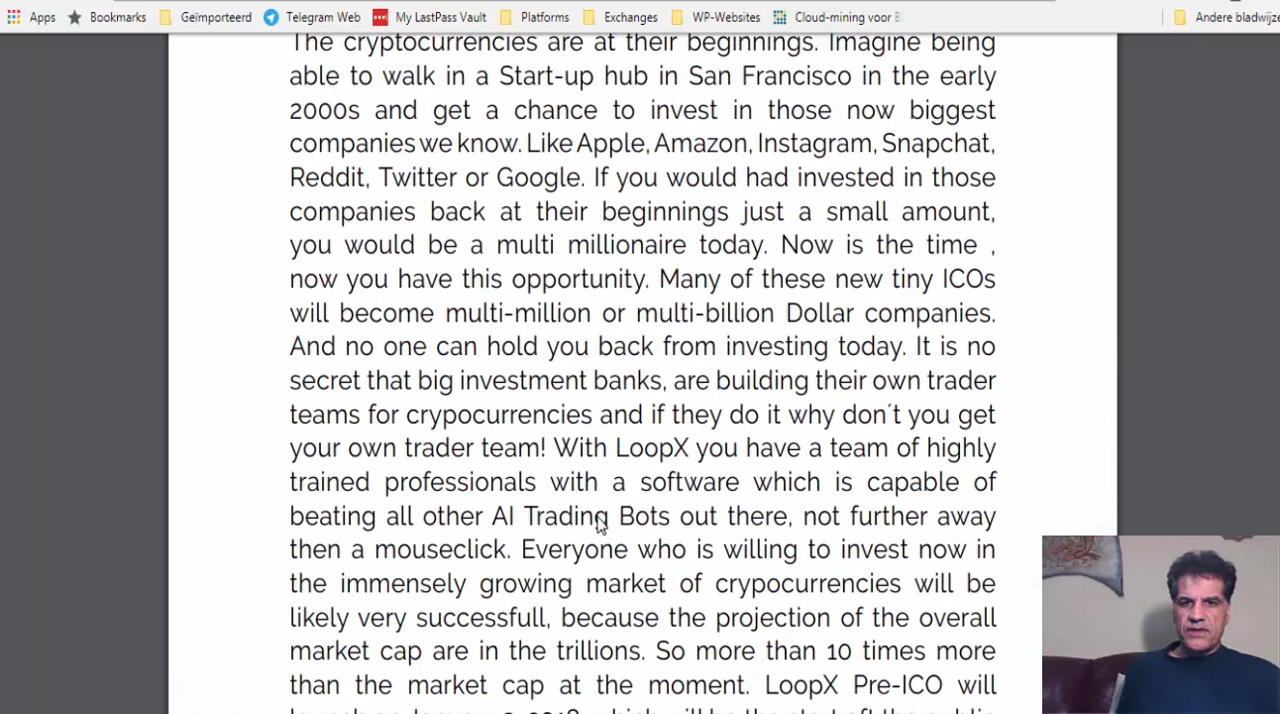 Apps Bookmarks Geïmporteerd Telegram Web My LastPass Vault Platforms Exchanges WP-Websites Cloud-mining voor B Andere bladwijze
The cryptocurrencies are at their beginnings. Imagine being
able to walk in a Start-up hub in San Francisco in the early
2000s and get a chance to invest in those now biggest
companies we know. Like Apple, Amazon, Instagram, Snapchat,
Reddit, Twitter or Google. If you would had invested in those
companies back at their beginnings just a small amount,
you would be a multi millionaire today. Now is the time ,
now you have this opportunity. Many of these new tiny ICOs
will become multi-million or multi-billion Dollar companies.
And no one can hold you back from investing today. It is no
secret that big investment banks, are building their own trader
teams for crypocurrencies and if they do it why don´t you get
your own trader team! With LoopX you have a team of highly
trained professionals with a software which is capable of
beating all other AI Trading Bots out there, not further away
then a mouseclick. Everyone who is willing to invest now in
the immensely growing market of crypocurrencies will be
likely very successfull, because the projection of the overall
market cap are in the trillions. So more than 10 times more
than the market cap at the moment. LoopX Pre-ICO will